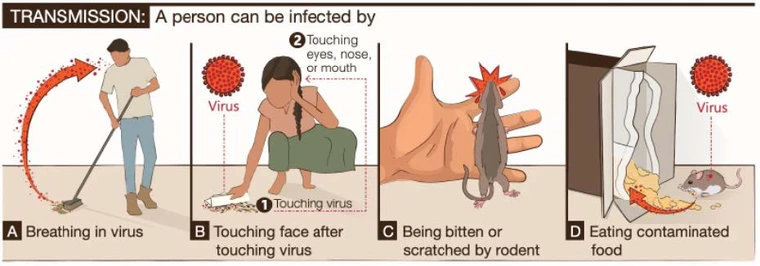 TRANSMISSION: A person can be infected by
A Breathing in virus
Virus
2 Touching
eyes, nose,
or mouth
1 Touching virus
B Touching face after
touching virus
C Being bitten or
scratched by rodent
Virus
D Eating contaminated
food